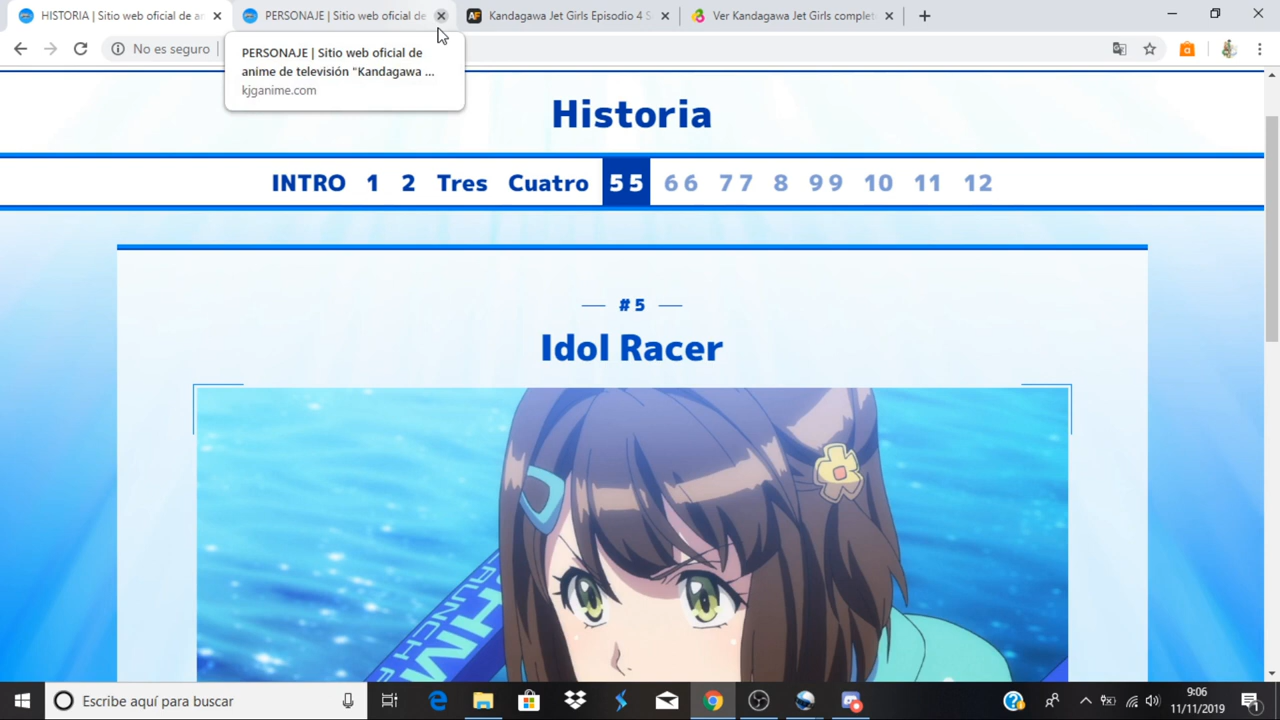 HISTORIA | Sitio web oficial de an
PERSONAJE | Sitio web oficial de
AF Kandagawa Jet Girls Episodio 4 S
Ver Kandagawa Jet Girls complet
No es seguro
PERSONAJE | Sitio web oficial de
anime de televisión "Kandagawa ...
kjganime.com
Historia
INTRO 1 2 Tres Cuatro 5 5 6 6 7 7 8 9 9 10 11 12
# 5
Idol Racer
Escribe aquí para buscar
9:06
11/11/2019
1